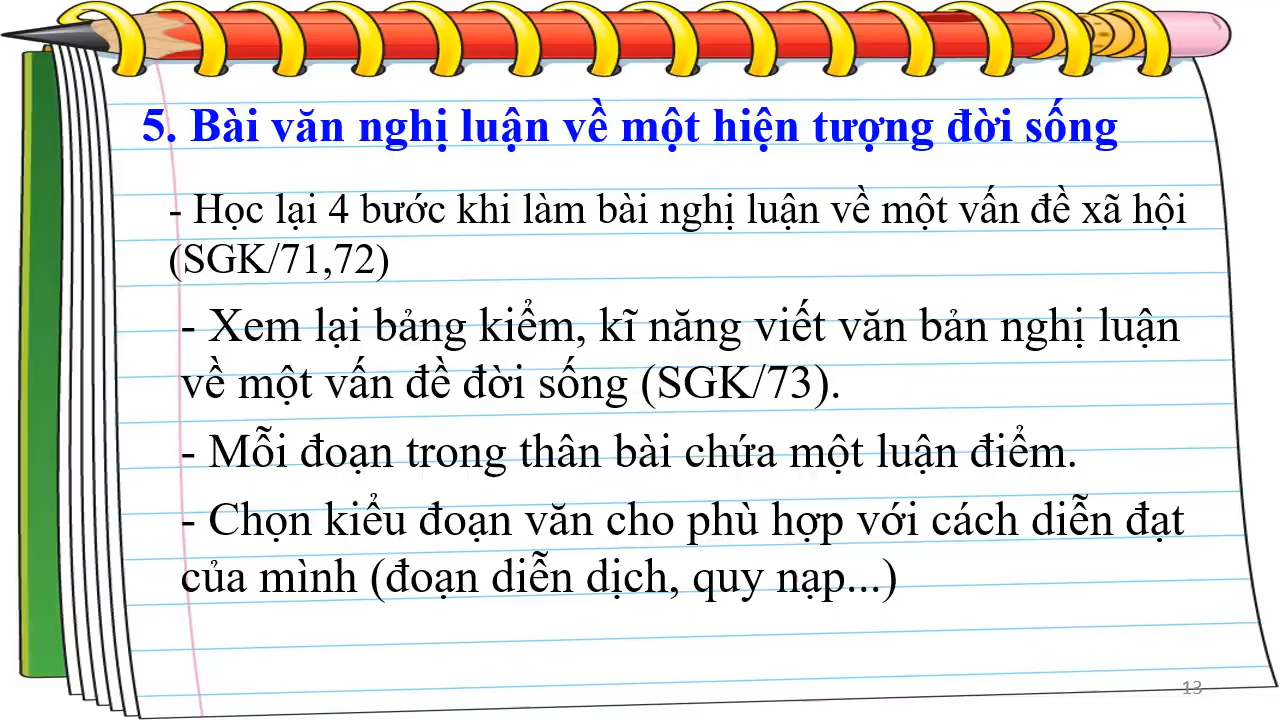 5. Bài văn nghị luận về một hiện tượng đời sống
- Học lại 4 bước khi làm bài nghị luận về một vấn đề xã hội
(SGK/71,72)
- Xem lại bảng kiểm, kĩ năng viết văn bản nghị luận
về một vấn đề đời sống (SGK/73).
- Mỗi đoạn trong thân bài chứa một luận điểm.
- Chọn kiểu đoạn văn cho phù hợp với cách diễn đạt
của mình (đoạn diễn dịch, quy nạp...)
13